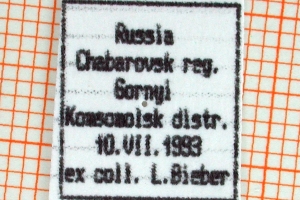 Russia
Chabarovsk reg.
Gornyi
Komsomolsk distr.
10.VII.1993
ex coll. L.Bieber